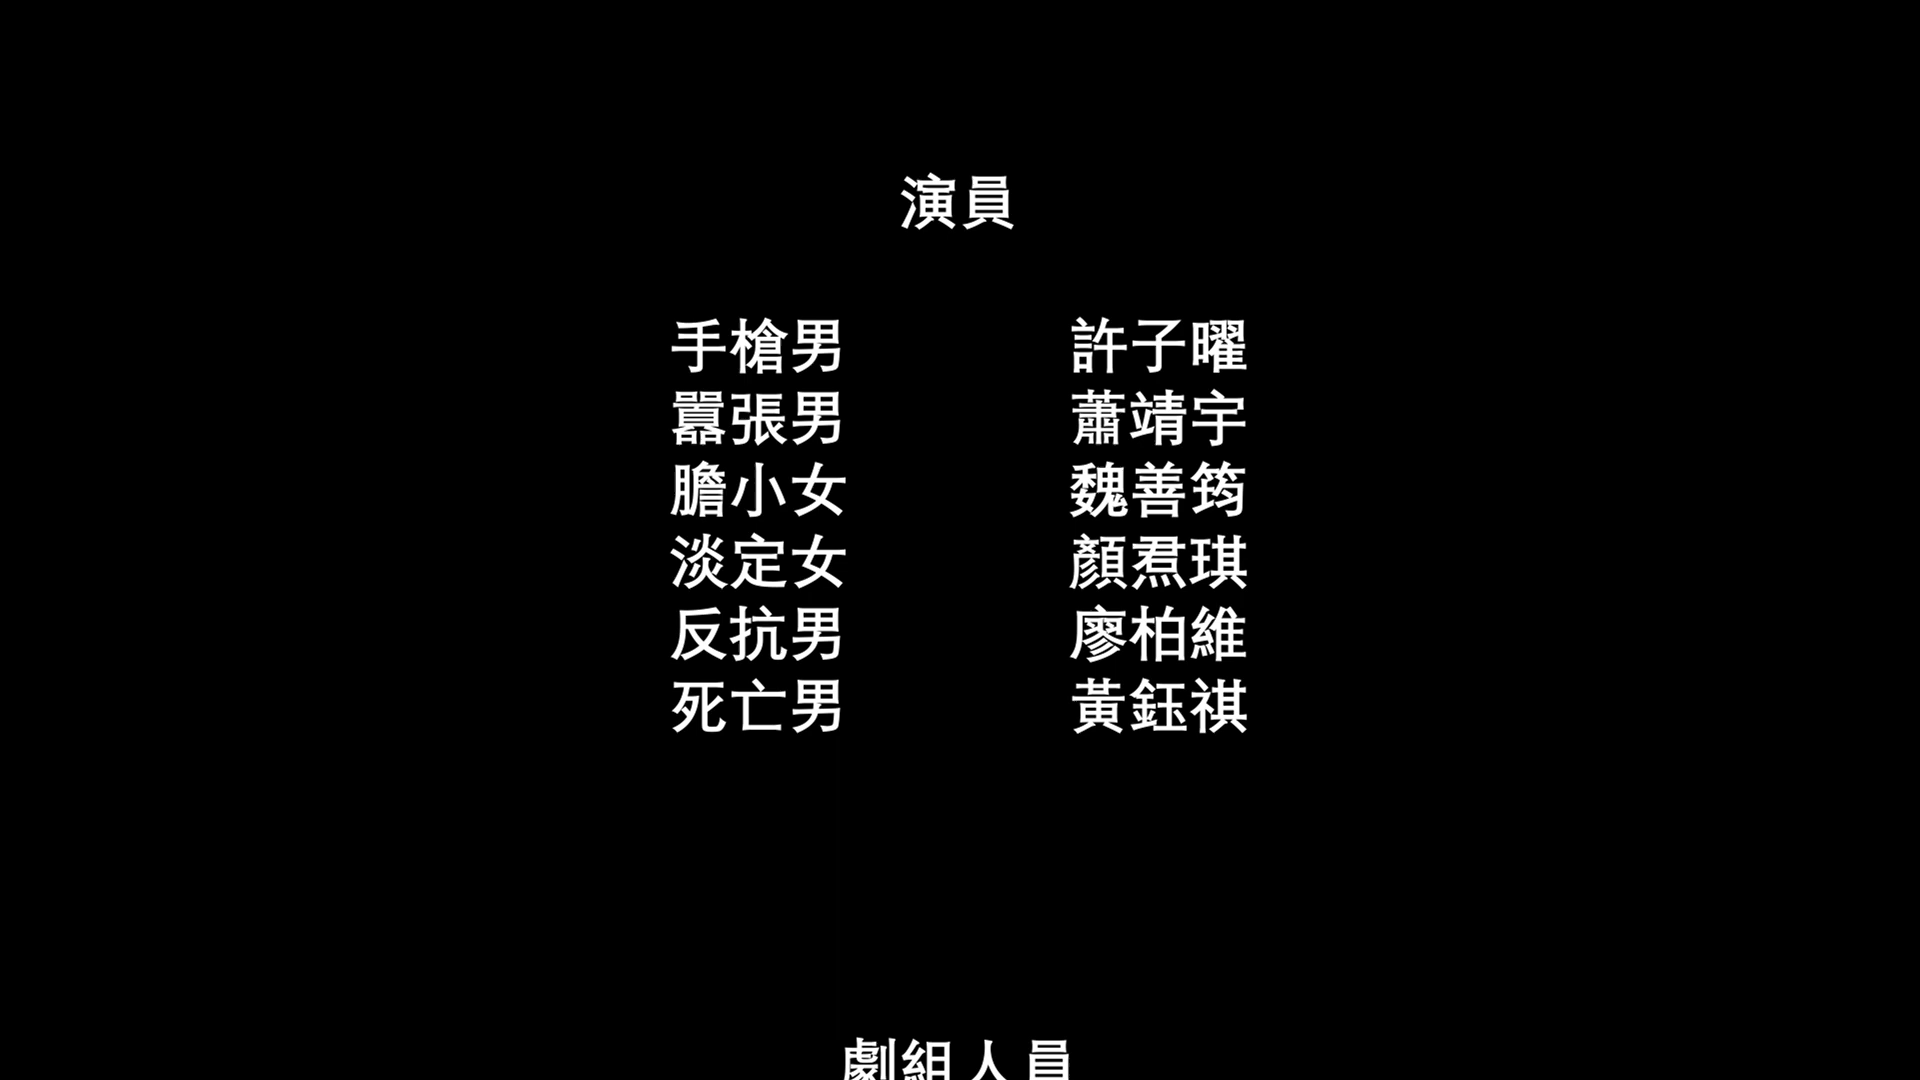 演員
手槍男 許子曜
囂張男 蕭靖宇
膽小女 魏善筠
淡定女 顏焄琪
反抗男 廖柏維
死亡男 黃鈺祺
劇組人員